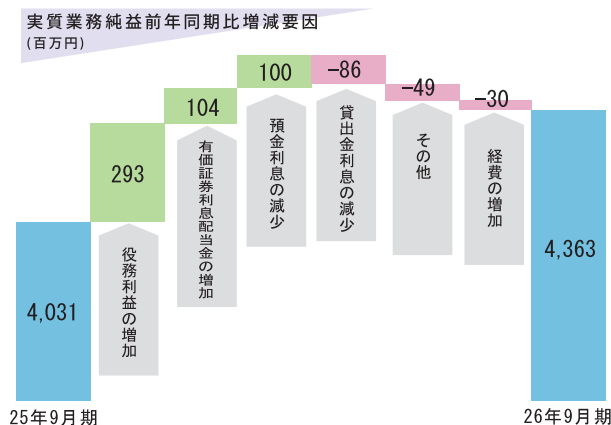 実質業務純益前年同期比増減要因
(百万円)
4,031
293
104
100
−86
−49
−30
4,363
役務利益の増加
有価証券利息配当金の増加
預金利息の減少
貸出金利息の減少
その他
経費の増加
25年9月期
26年9月期